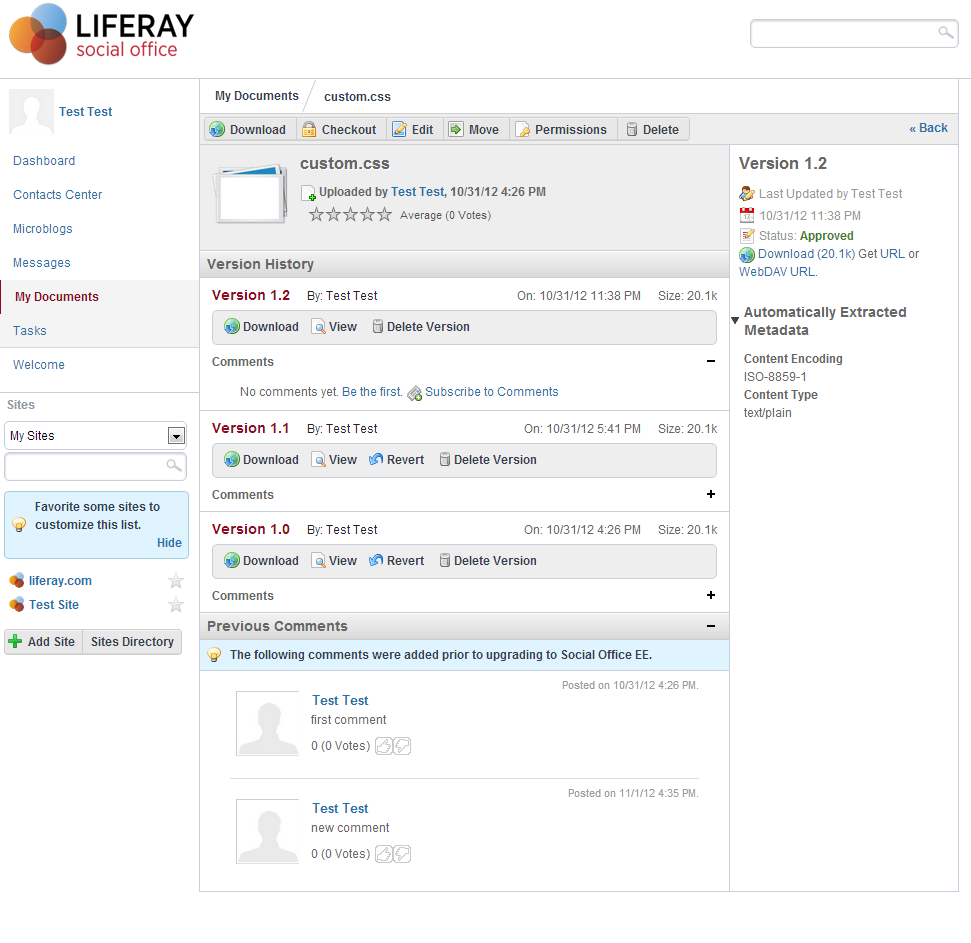 LIFERAY
social office
Test Test
Dashboard
Contacts Center
Microblogs
Messages
My Documents
Tasks
Welcome
Sites
My Sites
Favorite some sites to
customize this list.
Hide
liferay.com
Test Site
Add Site Sites Directory
My Documents custom.css
Download Checkout Edit Move Permissions Delete « Back
custom.css
Uploaded by Test Test, 10/31/12 4:26 PM
Average (0 Votes)
Version History
Version 1.2 By: Test Test On: 10/31/12 11:38 PM Size: 20.1k
Download View Delete Version
Comments −
No comments yet. Be the first. Subscribe to Comments
Version 1.1 By: Test Test On: 10/31/12 5:41 PM Size: 20.1k
Download View Revert Delete Version
Comments +
Version 1.0 By: Test Test On: 10/31/12 4:26 PM Size: 20.1k
Download View Revert Delete Version
Comments +
Previous Comments −
The following comments were added prior to upgrading to Social Office EE.
Posted on 10/31/12 4:26 PM.
Test Test
first comment
0 (0 Votes)
Posted on 11/1/12 4:35 PM.
Test Test
new comment
0 (0 Votes)
Version 1.2
Last Updated by Test Test
10/31/12 11:38 PM
Status: Approved
Download (20.1k) Get URL or
WebDAV URL.
Automatically Extracted
Metadata
Content Encoding
ISO-8859-1
Content Type
text/plain